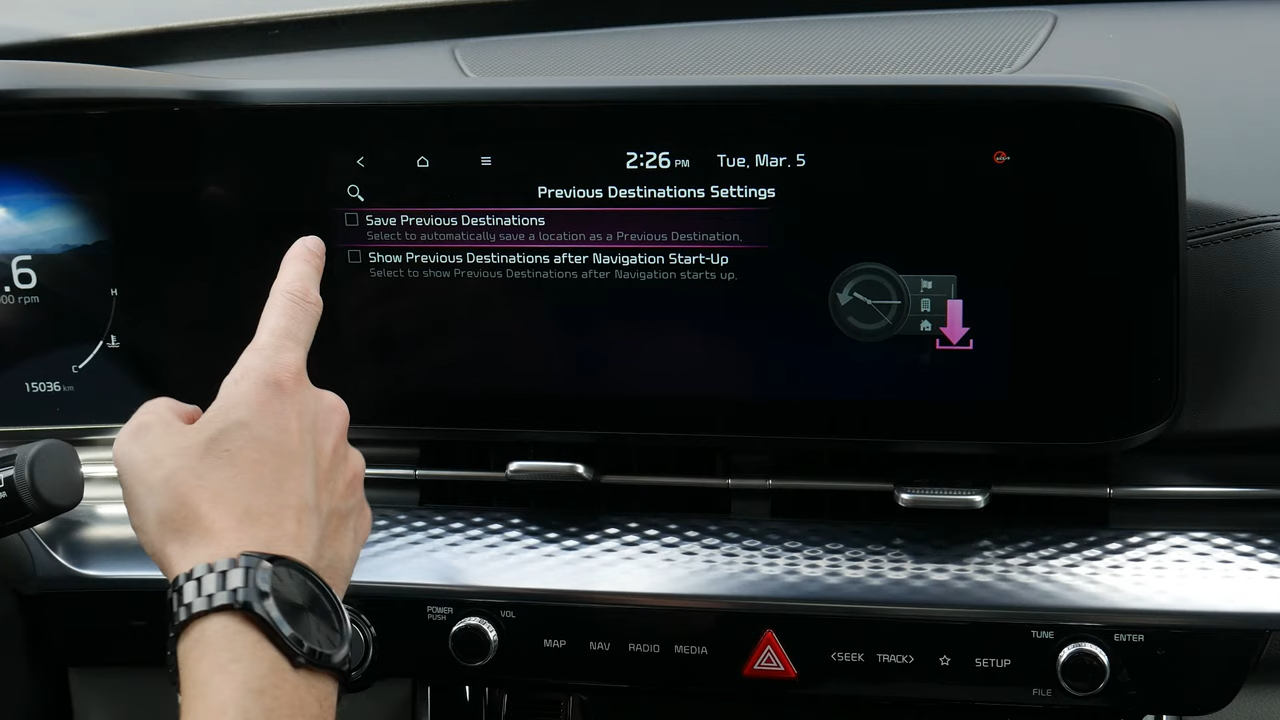 2:26 PM Tue, Mar. 5
Previous Destinations Settings
Save Previous Destinations
Select to automatically save a location as a Previous Destination.
Show Previous Destinations after Navigation Start-Up
Select to show Previous Destinations after Navigation starts up.
.6
00 rpm
H
C
15036 km
POWER
PUSH
VOL
MAP
NAV
RADIO
MEDIA
<SEEK
TRACK>
SETUP
TUNE
ENTER
FILE